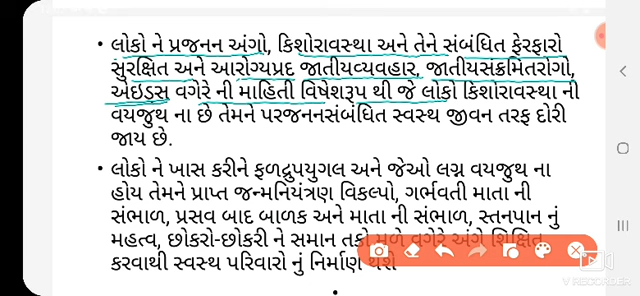 • લોકો ને પ્રજનન અંગો, કિશોરાવસ્થા અને તેને સંબંધિત ફેરફારો
સુરક્ષિત અને આરોગ્યપ્રદ જાતીયવ્યવહાર, જાતીયસંક્રમિતરોગો,
એઇડ્સ વગેરે ની માહિતી વિષેશરૂપ થી જે લોકો કિશોરાવસ્થા ની
વયજુથ ના છે તેમને પરજનનસંબંધિત સ્વસ્થ જીવન તરફ દોરી
જાય છે.
• લોકો ને ખાસ કરીને ફળદ્રુપયુગલ અને જેઓ લગ્ન વયજુથ ના
હોય તેમને પ્રાપ્ત જન્મનિયંત્રણ વિકલ્પો, ગર્ભવતી માતા ની
સંભાળ, પ્રસવ બાદ બાળક અને માતા ની સંભાળ, સ્તનપાન નું
મહત્વ, છોકરો-છોકરી ને સમાન તકો મળે વગેરે અંગે શિક્ષિત
કરવાથી સ્વસ્થ પરિવારો નું નિર્માણ થશે
V RECORDER